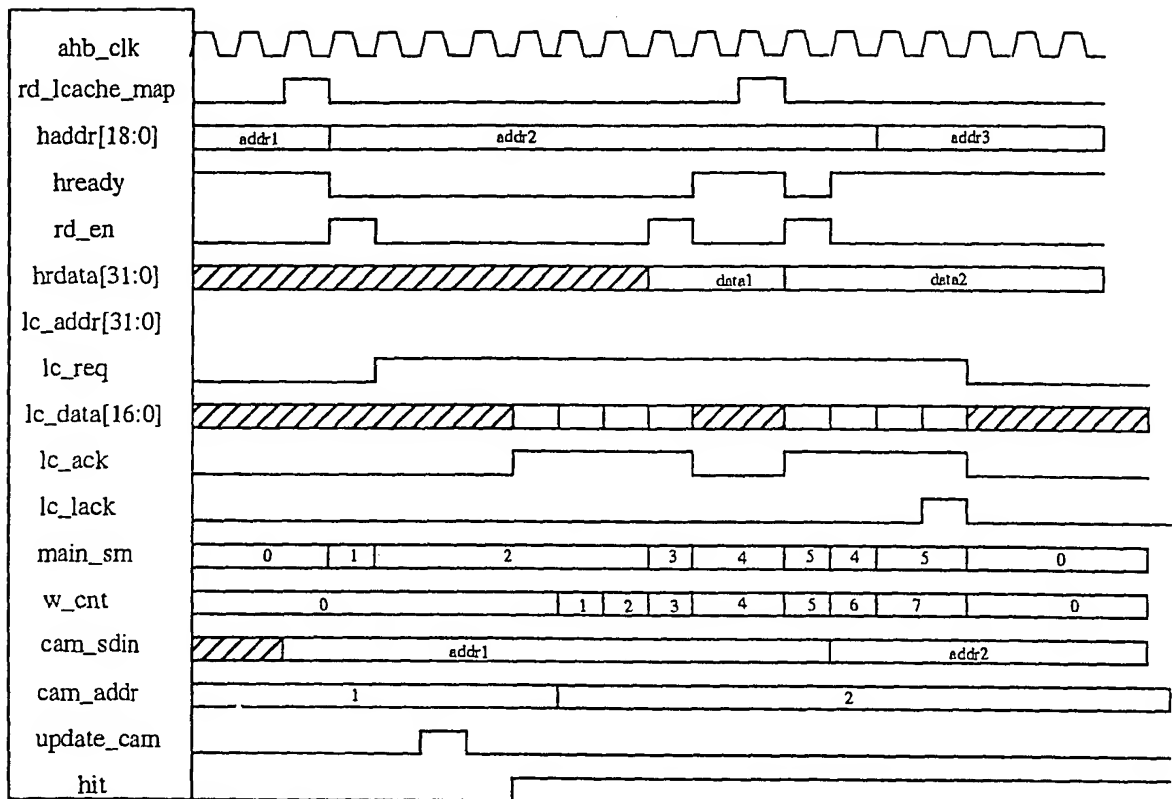 ahb_clk
rd_lcache_map
haddr[18:0] addr1 addr2 addr3
hready
rd_en
hrdata[31:0] data1 data2
lc_addr[31:0]
lc_req
lc_data[16:0]
lc_ack
lc_lack
main_sm 0 1 2 3 4 5 4 5 0
w_cnt 0 1 2 3 4 5 6 7 0
cam_sdin addr1 addr2
cam_addr 1 2
update_cam
hit